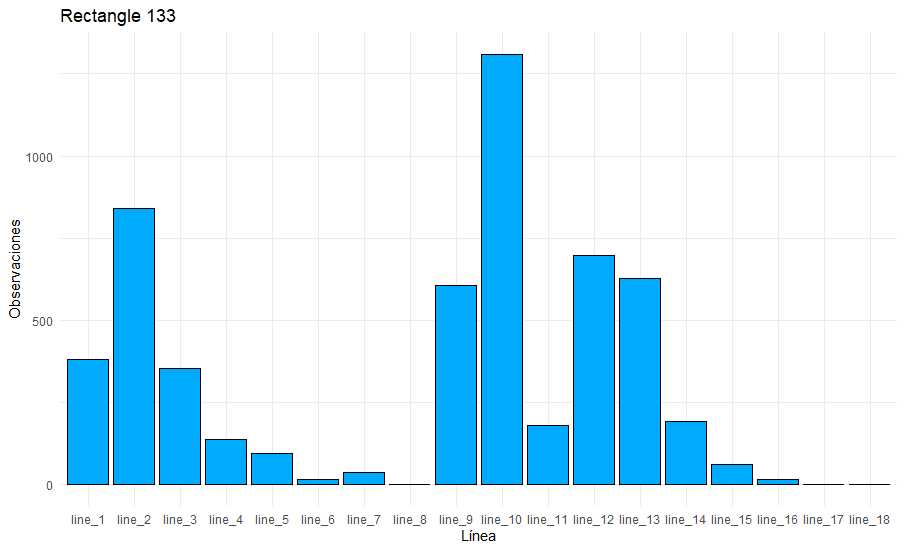 Rectangle 133
Observaciones
1000
500
0
line_1 line_2 line_3 line_4 line_5 line_6 line_7 line_8 line_9 line_10 line_11 line_12 line_13 line_14 line_15 line_16 line_17 line_18
Línea